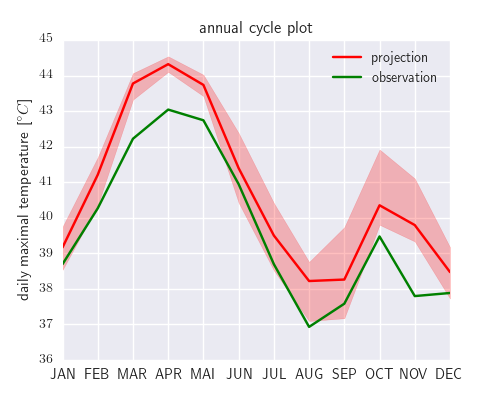 annual cycle plot
projection
observation
daily maximal temperature [°C]
45
44
43
42
41
40
39
38
37
36
JAN FEB MAR APR MAI JUN JUL AUG SEP OCT NOV DEC